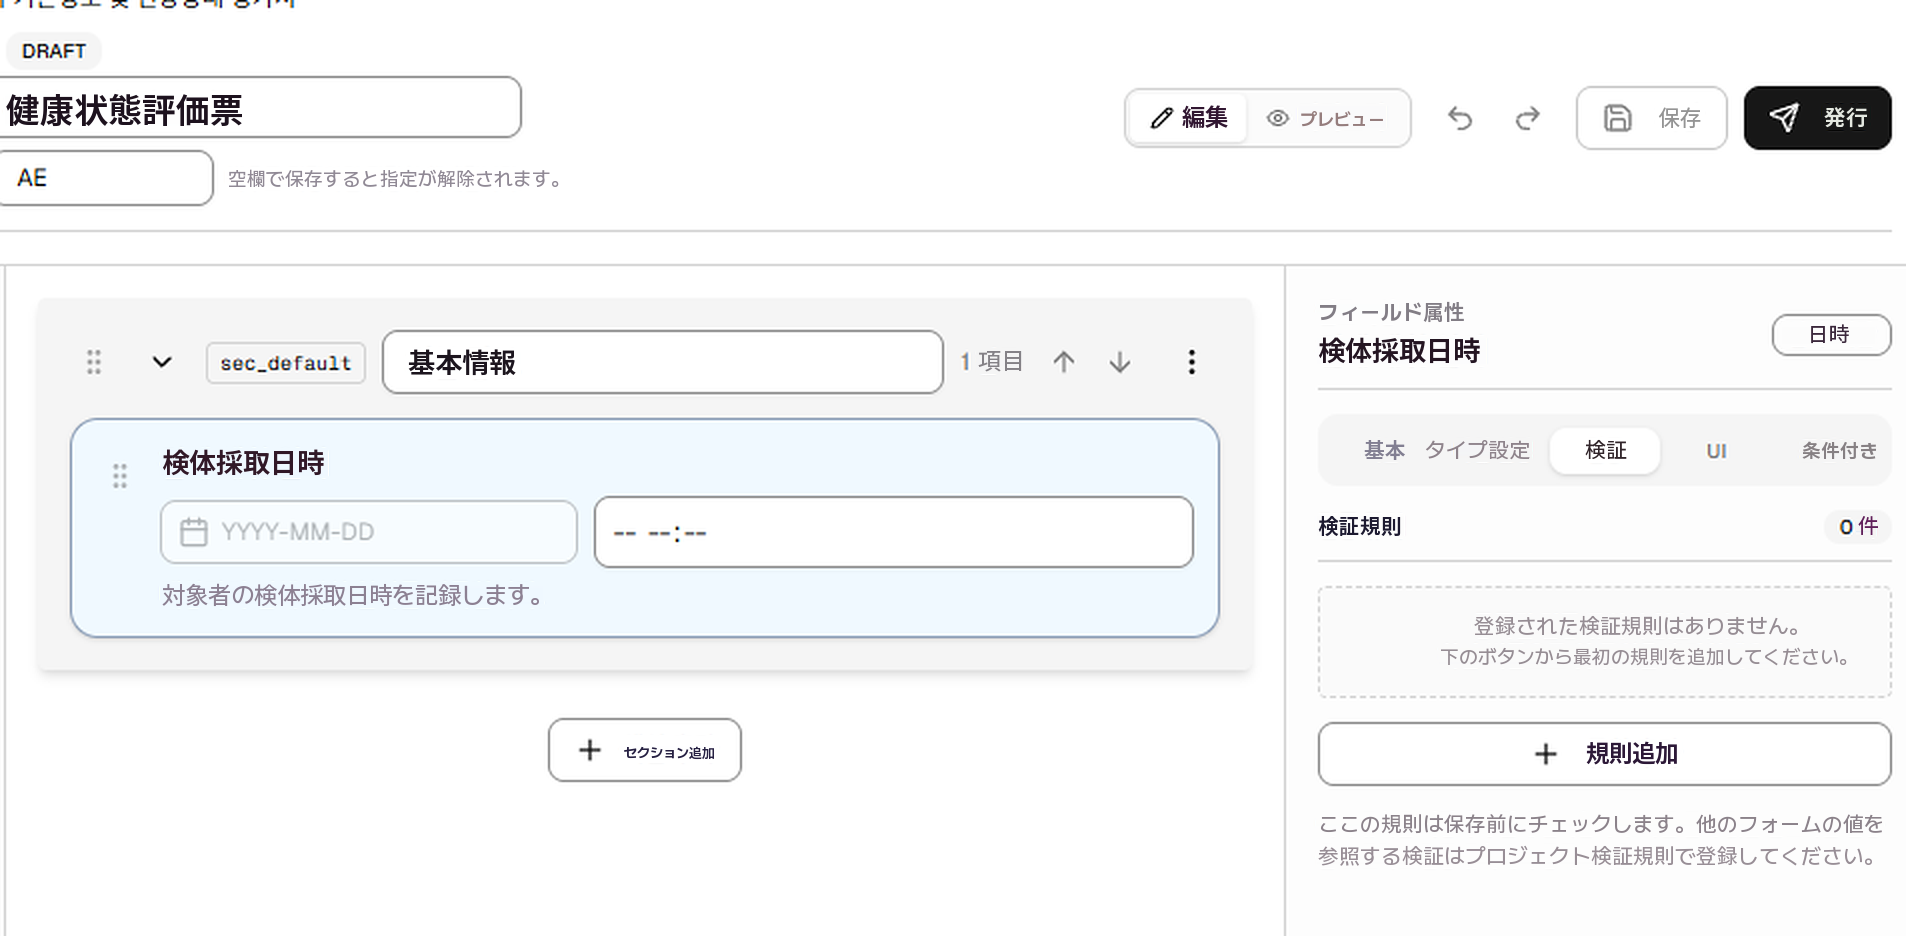 DRAFT
健康状態評価票
編集
プレビュー
保存
発行
AE
空欄で保存すると指定が解除されます。
sec_default
基本情報
1 項目
検体採取日時
YYYY-MM-DD
-- --:--
対象者の検体採取日時を記録します。
セクション追加
フィールド属性
検体採取日時
日時
基本 タイプ設定 検証 UI 条件付き
検証規則
0 件
登録された検証規則はありません。
下のボタンから最初の規則を追加してください。
規則追加
ここの規則は保存前にチェックします。他のフォームの値を
参照する検証はプロジェクト検証規則で登録してください。